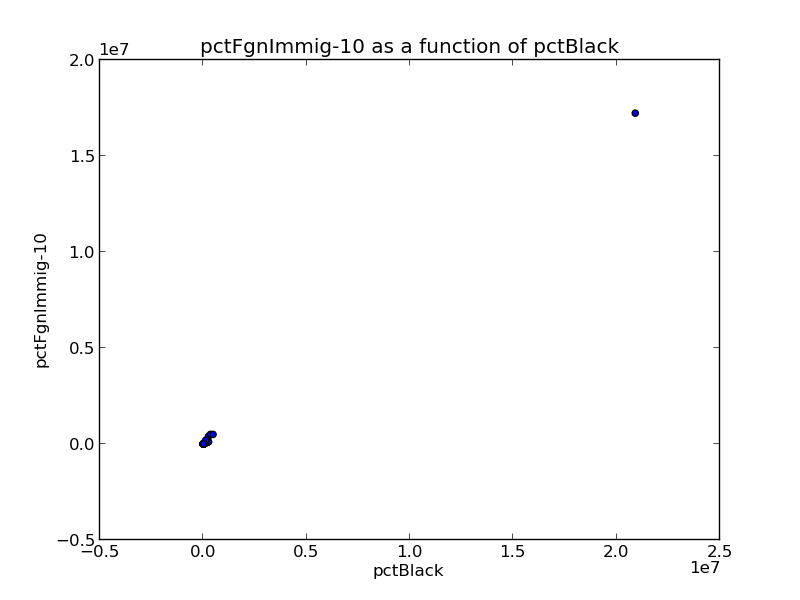 pctFgnImmig-10 as a function of pctBlack
1e7
2.0
1.5
1.0
0.5
0.0
−0.5
pctFgnImmig-10
−0.5 0.0 0.5 1.0 1.5 2.0 2.5
1e7
pctBlack